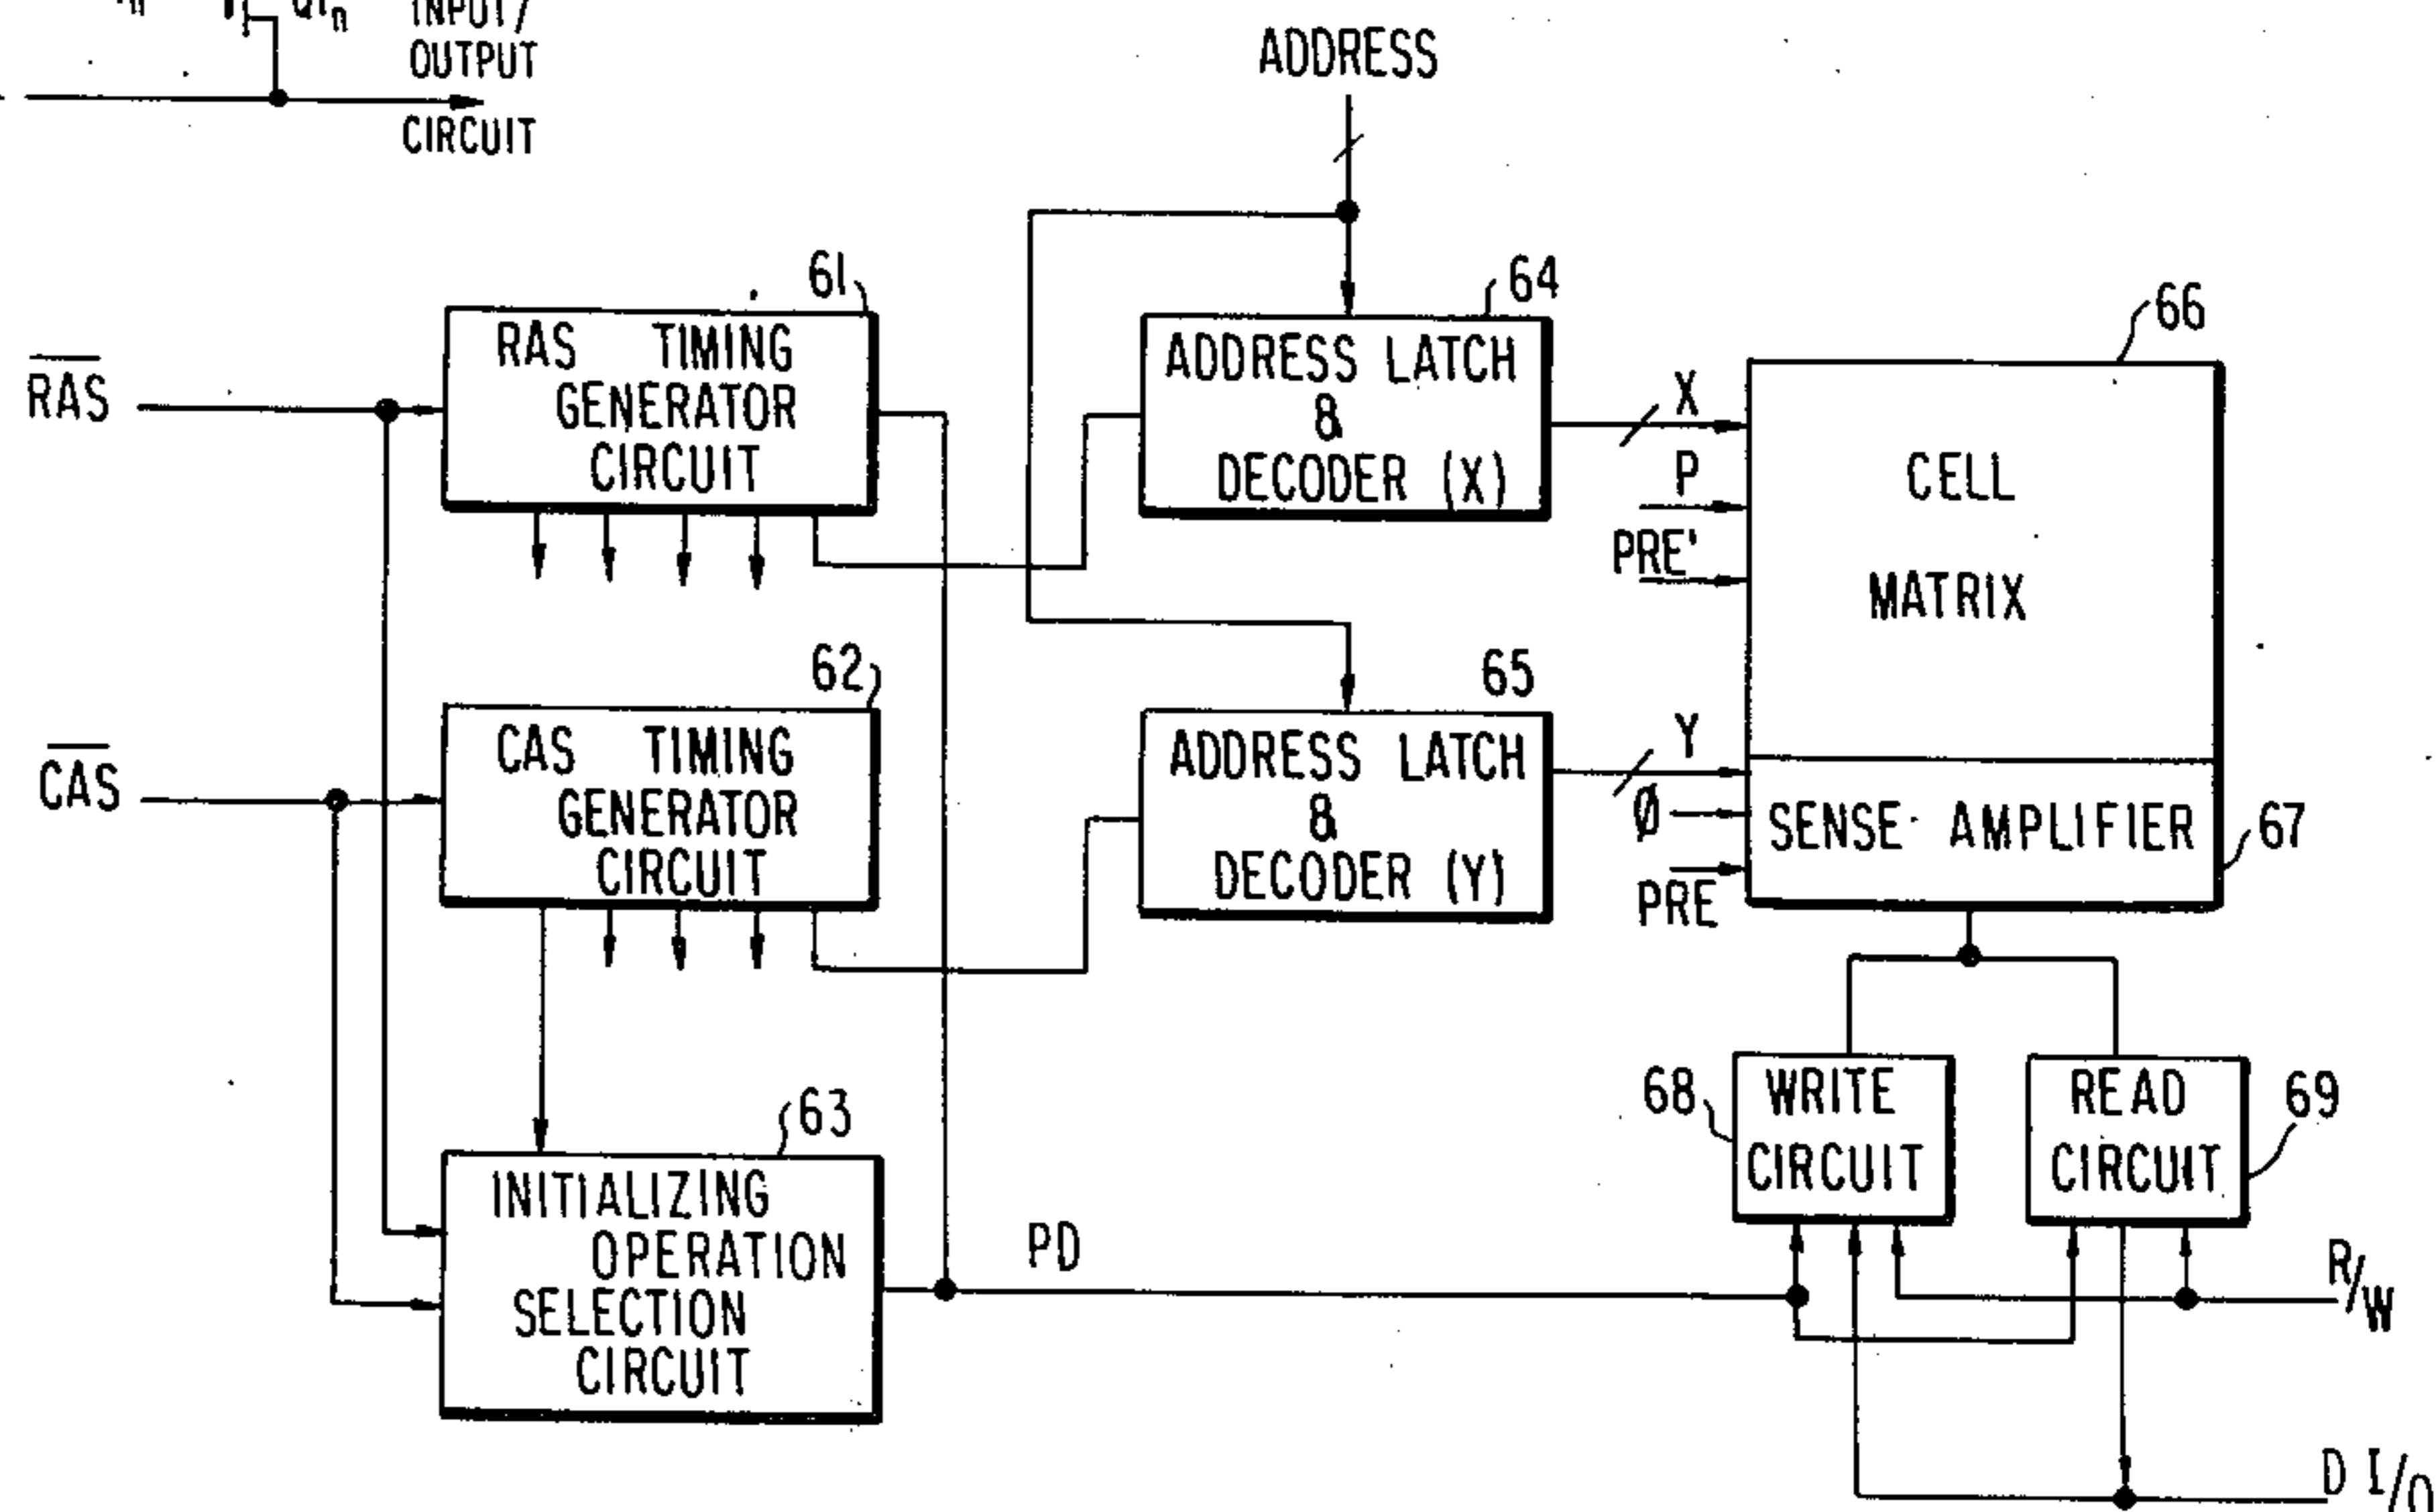 INPUT/
OUTPUT
CIRCUIT
ADDRESS
61
RAS TIMING
GENERATOR
CIRCUIT
64
ADDRESS LATCH
&
DECODER (X)
66
CELL
MATRIX
RAS
X
P
PRE'
62
CAS TIMING
GENERATOR
CIRCUIT
65
ADDRESS LATCH
&
DECODER (Y)
CAS
Y
Ø
PRE
SENSE AMPLIFIER
67
63
INITIALIZING
OPERATION
SELECTION
CIRCUIT
PD
68
WRITE
CIRCUIT
READ
CIRCUIT
69
R/W
D I/O